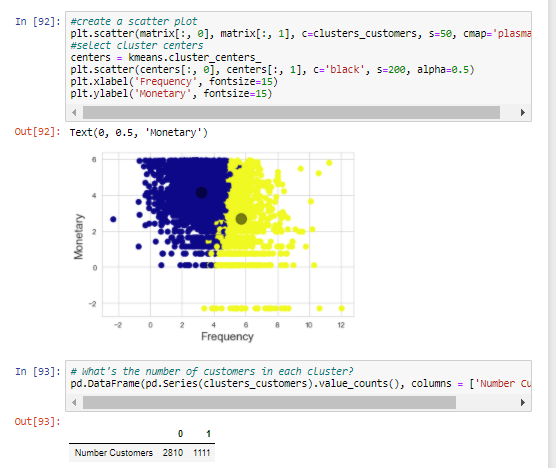 In [92]: #create a scatter plot
plt.scatter(matrix[:, 0], matrix[:, 1], c=clusters_customers, s=50, cmap='plasma
#select cluster centers
centers = kmeans.cluster_centers_
plt.scatter(centers[:, 0], centers[:, 1], c='black', s=200, alpha=0.5)
plt.xlabel('Frequency', fontsize=15)
plt.ylabel('Monetary', fontsize=15)
Out[92]: Text(0, 0.5, 'Monetary')
6
4
2
0
-2
Monetary
-2 0 2 4 6 8 10 12
Frequency
In [93]: # What's the number of customers in each cluster?
pd.DataFrame(pd.Series(clusters_customers).value_counts(), columns = ['Number Cu
Out[93]:
0 1
Number Customers 2810 1111